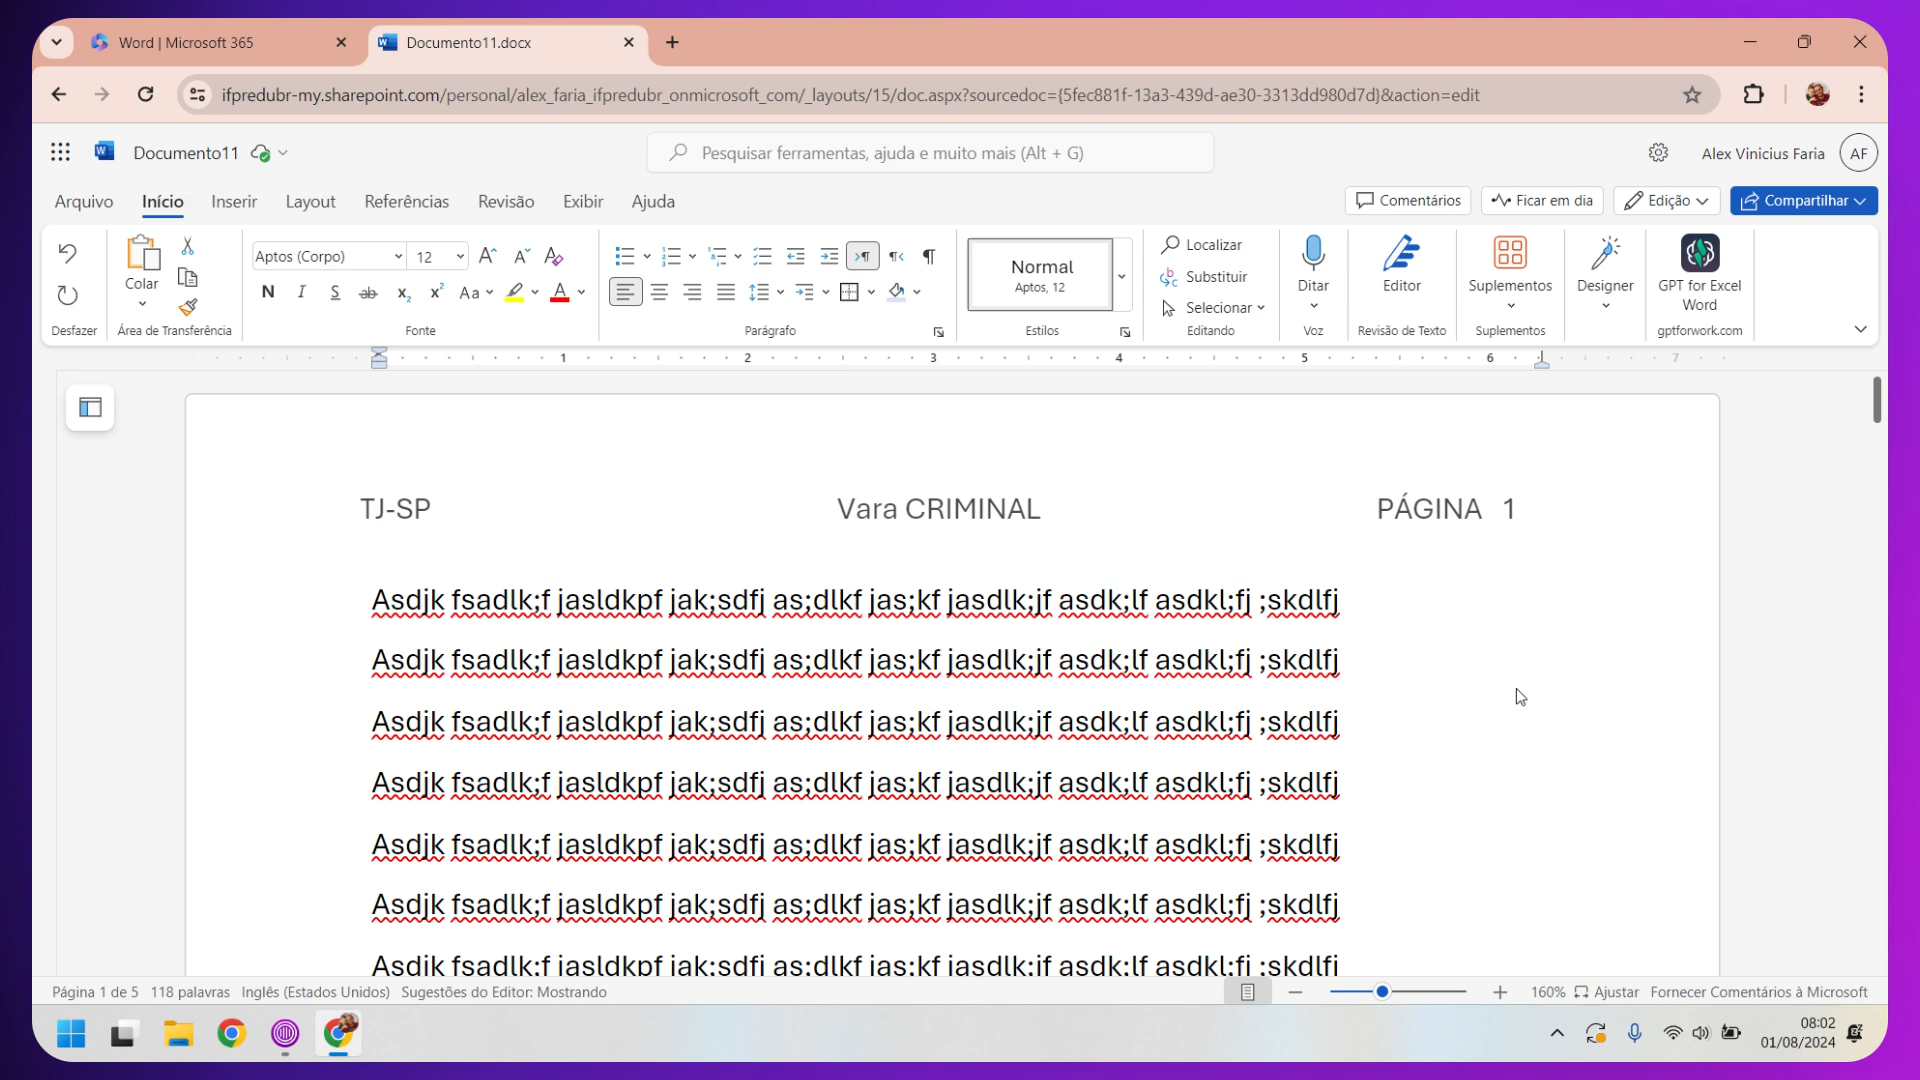 Word | Microsoft 365
Documento11.docx
ifpredubr-my.sharepoint.com/personal/alex_faria_ifpredubr_onmicrosoft_com/_layouts/15/doc.aspx?sourcedoc={5fec881f-13a3-439d-ae30-3313dd980d7d}&action=edit
Documento11
Pesquisar ferramentas, ajuda e muito mais (Alt + G)
Alex Vinicius Faria
AF
Arquivo Início Inserir Layout Referências Revisão Exibir Ajuda
Comentários Ficar em dia Edição Compartilhar
Colar
Aptos (Corpo) 12
N I S ab x₂ x² Aa A
Normal
Aptos, 12
Localizar
Substituir
Selecionar
Ditar
Editor
Suplementos
Designer
GPT for Excel
Word
Desfazer Área de Transferência Fonte Parágrafo Estilos Editando Voz Revisão de Texto Suplementos gptforwork.com
1 2 3 4 5 6 7
TJ-SP Vara CRIMINAL PÁGINA 1
Asdjk fsadlk;f jasldkpf jak;sdfj as;dlkf jas;kf jasdlk;jf asdk;lf asdkl;fj ;skdlfj
Asdjk fsadlk;f jasldkpf jak;sdfj as;dlkf jas;kf jasdlk;jf asdk;lf asdkl;fj ;skdlfj
Asdjk fsadlk;f jasldkpf jak;sdfj as;dlkf jas;kf jasdlk;jf asdk;lf asdkl;fj ;skdlfj
Asdjk fsadlk;f jasldkpf jak;sdfj as;dlkf jas;kf jasdlk;jf asdk;lf asdkl;fj ;skdlfj
Asdjk fsadlk;f jasldkpf jak;sdfj as;dlkf jas;kf jasdlk;jf asdk;lf asdkl;fj ;skdlfj
Asdjk fsadlk;f jasldkpf jak;sdfj as;dlkf jas;kf jasdlk;jf asdk;lf asdkl;fj ;skdlfj
Asdjk fsadlk;f jasldkpf jak;sdfj as;dlkf jas;kf jasdlk;jf asdk;lf asdkl;fj ;skdlfj
Página 1 de 5 118 palavras Inglês (Estados Unidos) Sugestões do Editor: Mostrando 160% Ajustar Fornecer Comentários à Microsoft
08:02
01/08/2024